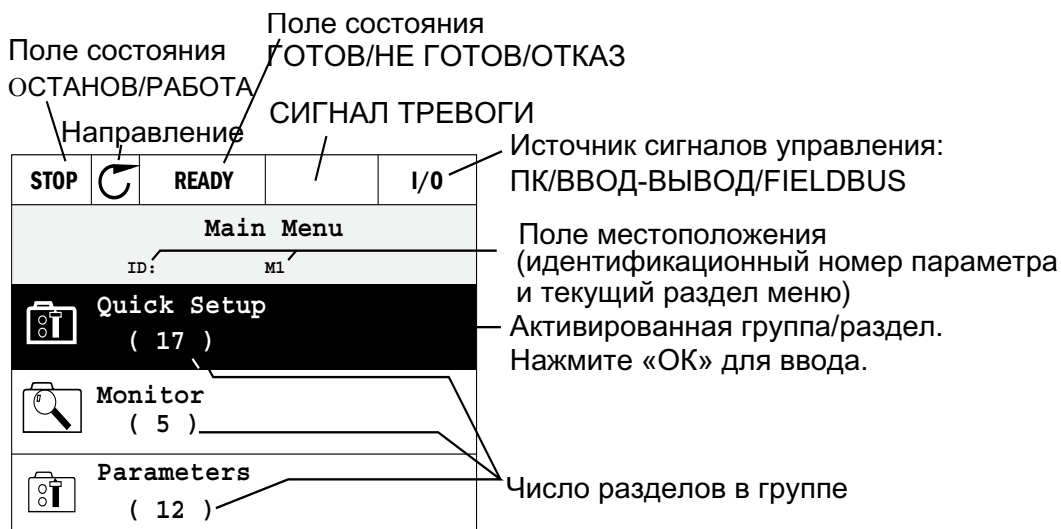 Поле состояния
ГОТОВ/НЕ ГОТОВ/ОТКАЗ
Поле состояния
ОСТАНОВ/РАБОТА
СИГНАЛ ТРЕВОГИ
Направление
Источник сигналов управления:
ПК/ВВОД-ВЫВОД/FIELDBUS
STOP READY I/O
Main Menu
ID: M1
Поле местоположения
(идентификационный номер параметра
и текущий раздел меню)
Quick Setup
( 17 )
Активированная группа/раздел.
Нажмите «ОК» для ввода.
Monitor
( 5 )
Parameters
( 12 )
Число разделов в группе